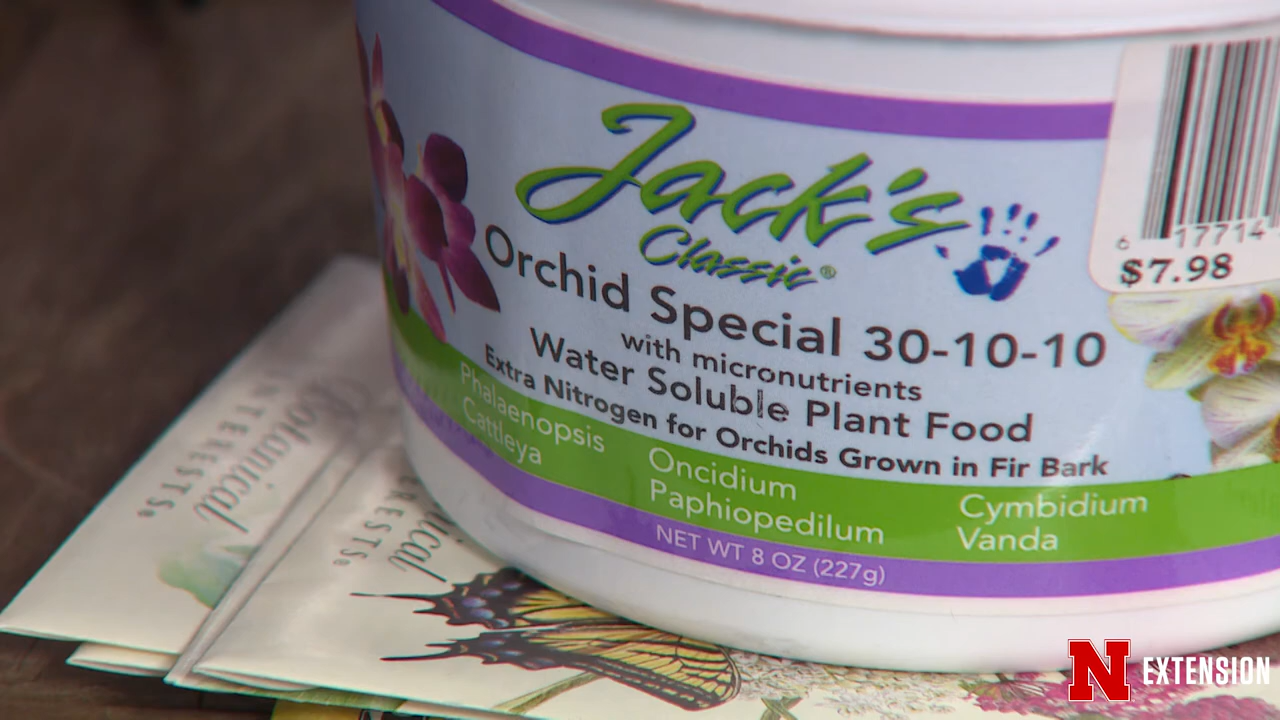 Jack's
Classic®
Orchid Special 30-10-10
with micronutrients
Water Soluble Plant Food
Extra Nitrogen for Orchids Grown in Fir Bark
Phalaenopsis
Cattleya
Oncidium
Paphiopedilum
Cymbidium
Vanda
NET WT 8 OZ (227g)
6 17714
$7.98
Botanical
INTERESTS®
N EXTENSION